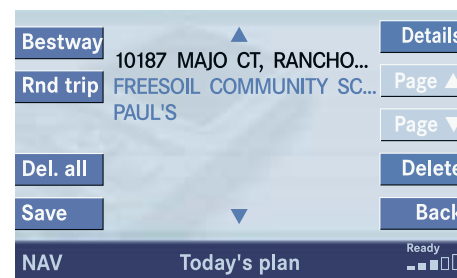 Bestway
Rnd trip
Del. all
Save
10187 MAJO CT, RANCHO...
FREESOIL COMMUNITY SC...
PAUL'S
Details
Page
Page
Delete
Back
NAV
Today's plan
Ready